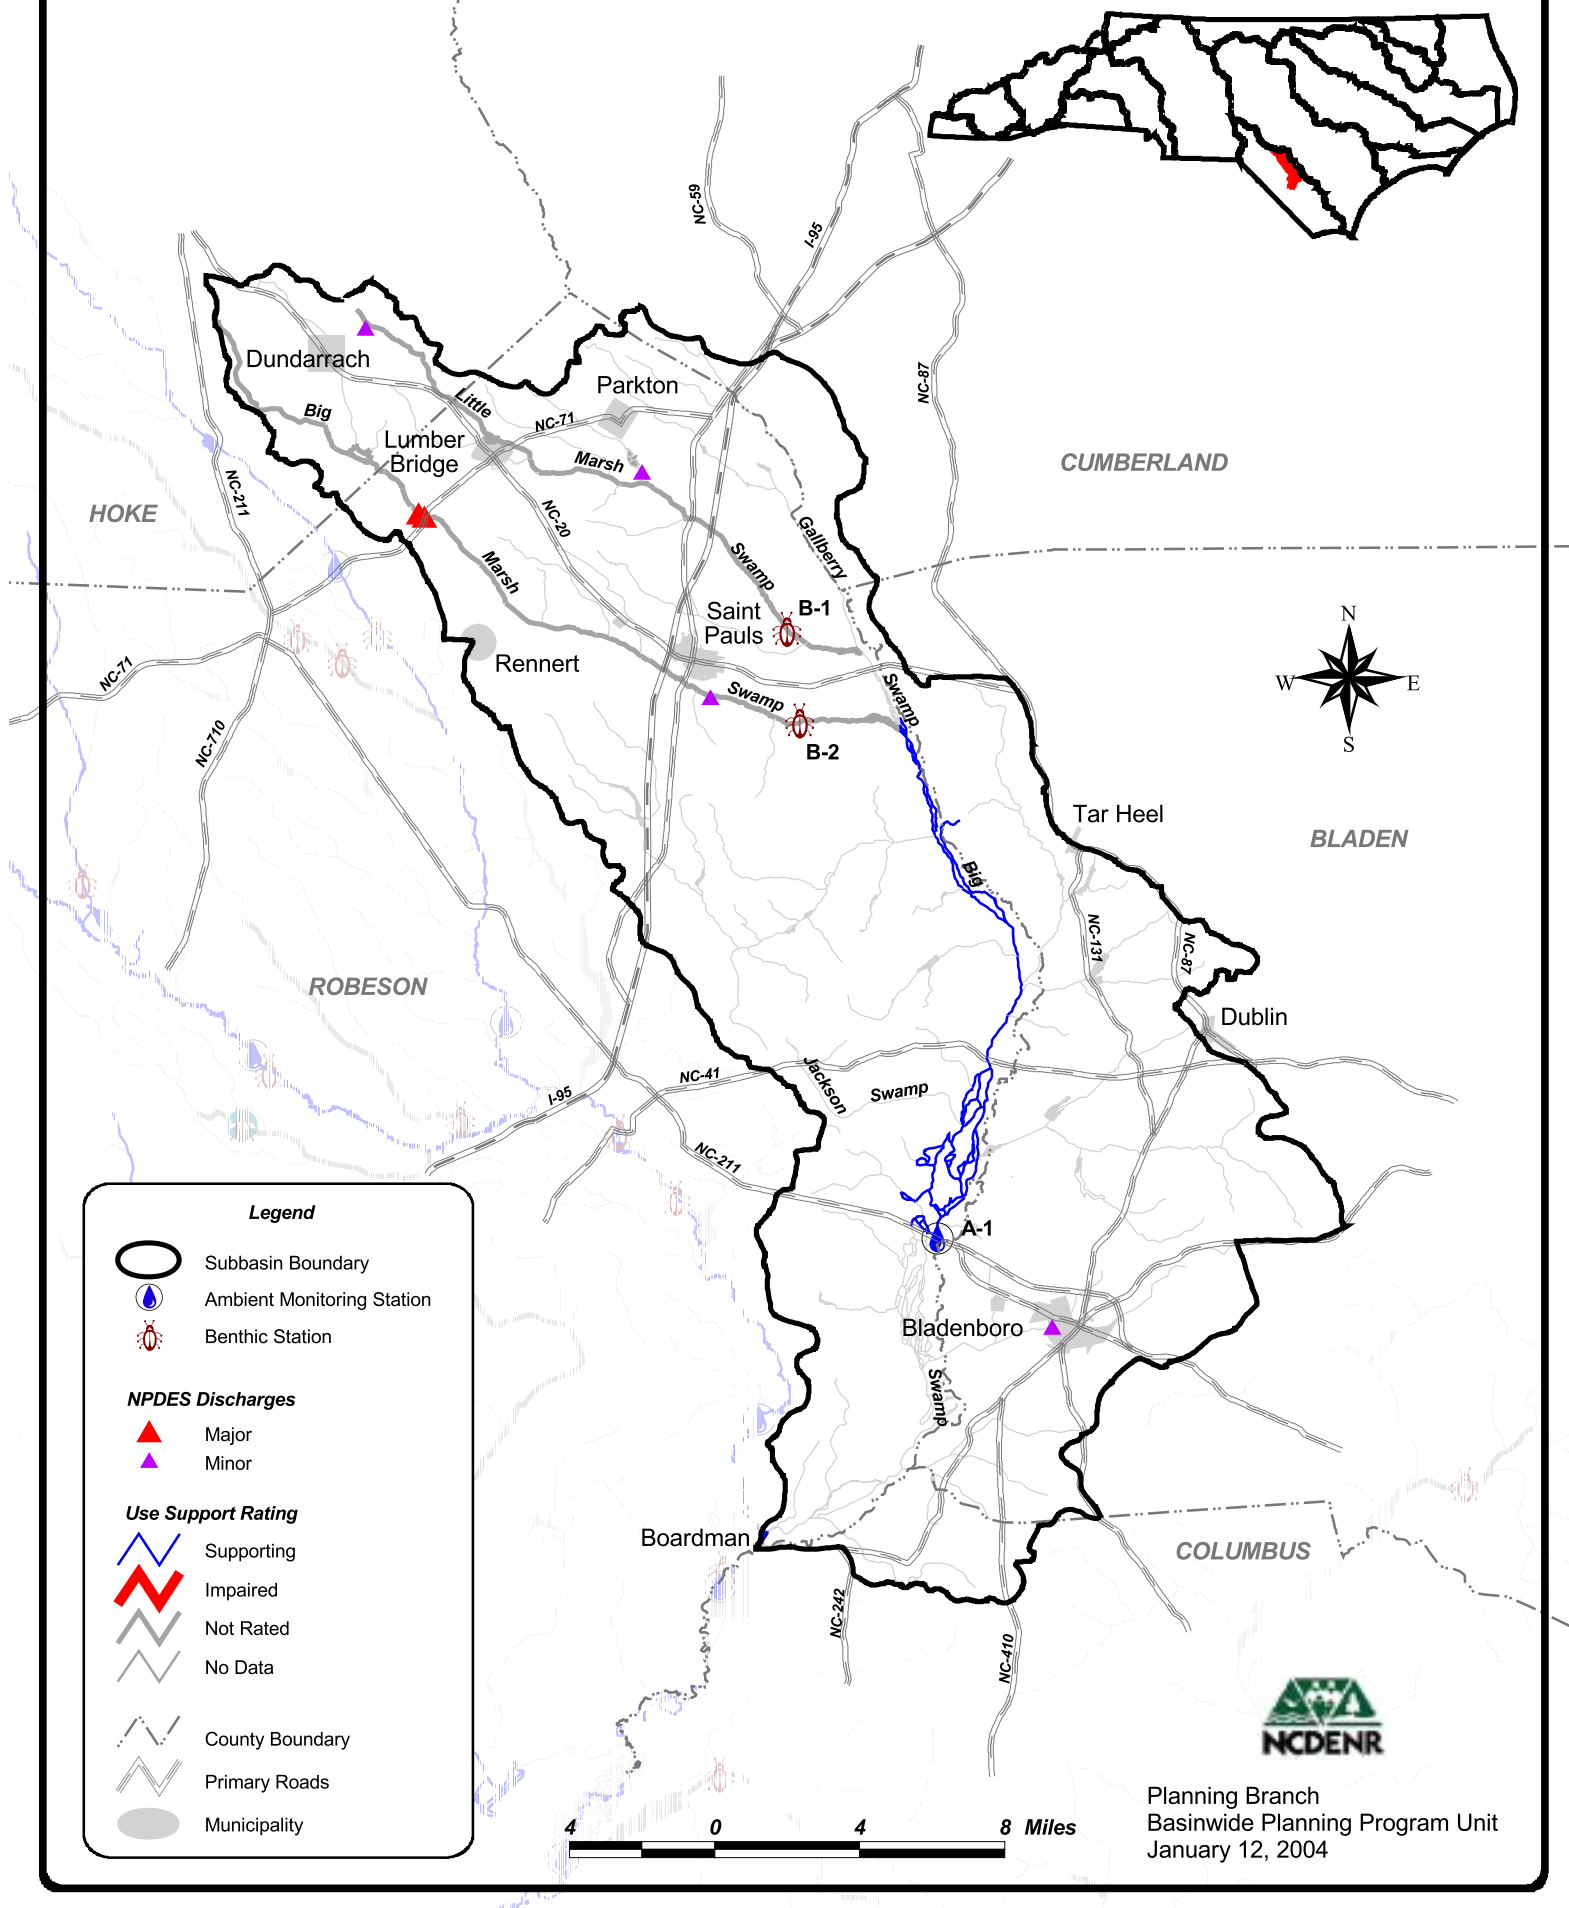 NC-59
I-95
NC-87
Dundarrach
Parkton
Little
Big
NC-71
Lumber
Bridge
Marsh
CUMBERLAND
HOKE
NC-211
NC-20
Gallberry
Marsh
Swamp
B-1
Saint
Pauls
Rennert
N
W
E
S
NC-71
Swamp
Swamp
NC-710
B-2
Tar Heel
BLADEN
Big
NC-131
NC-87
ROBESON
Dublin
Jackson
Swamp
NC-41
I-95
NC-211
A-1
Bladenboro
Swamp
Boardman
COLUMBUS
NC-242
NC-410
Legend
Subbasin Boundary
Ambient Monitoring Station
Benthic Station
NPDES Discharges
Major
Minor
Use Support Rating
Supporting
Impaired
Not Rated
No Data
County Boundary
Primary Roads
Municipality
4 0 4 8 Miles
NCDENR
Planning Branch
Basinwide Planning Program Unit
January 12, 2004